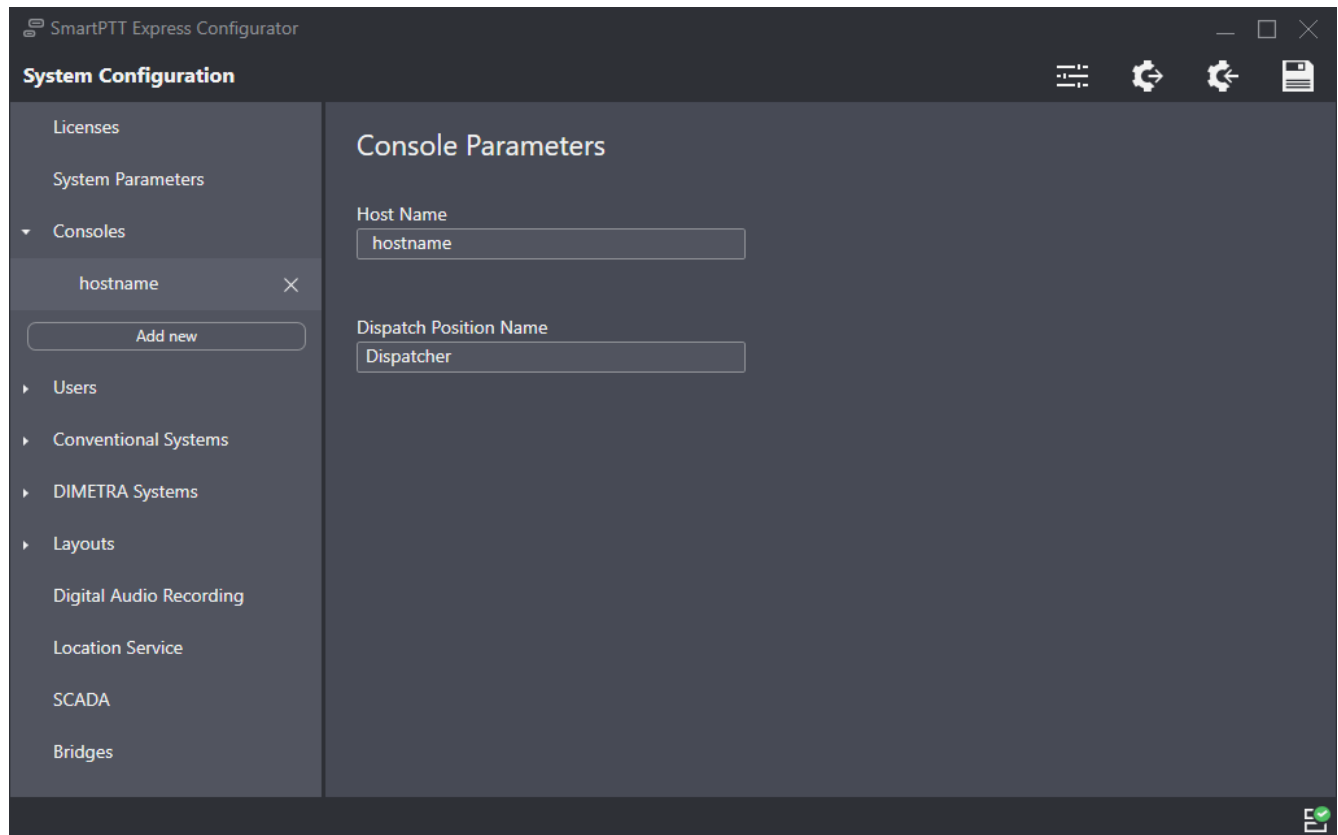 SmartPTT Express Configurator
System Configuration
Licenses
System Parameters
Consoles
hostname
Add new
Users
Conventional Systems
DIMETRA Systems
Layouts
Digital Audio Recording
Location Service
SCADA
Bridges
Console Parameters
Host Name
hostname
Dispatch Position Name
Dispatcher